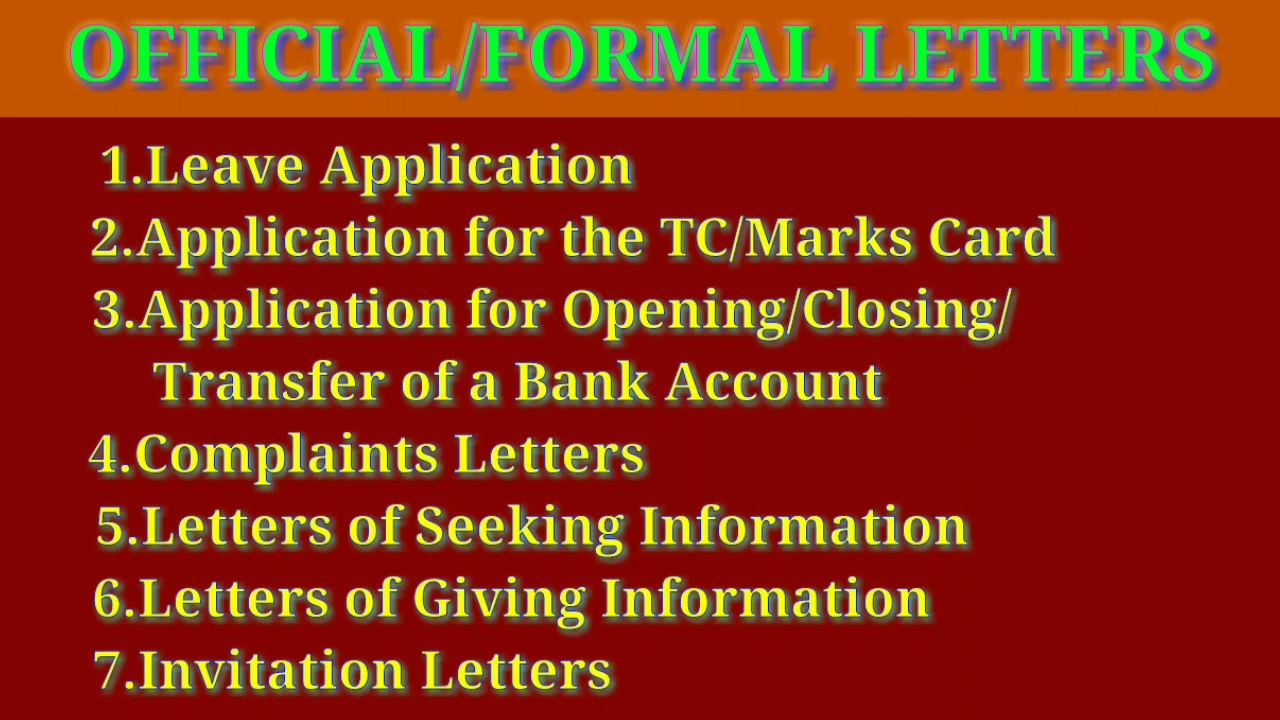 OFFICIAL/FORMAL LETTERS
1.Leave Application
2.Application for the TC/Marks Card
3.Application for Opening/Closing/
Transfer of a Bank Account
4.Complaints Letters
5.Letters of Seeking Information
6.Letters of Giving Information
7.Invitation Letters